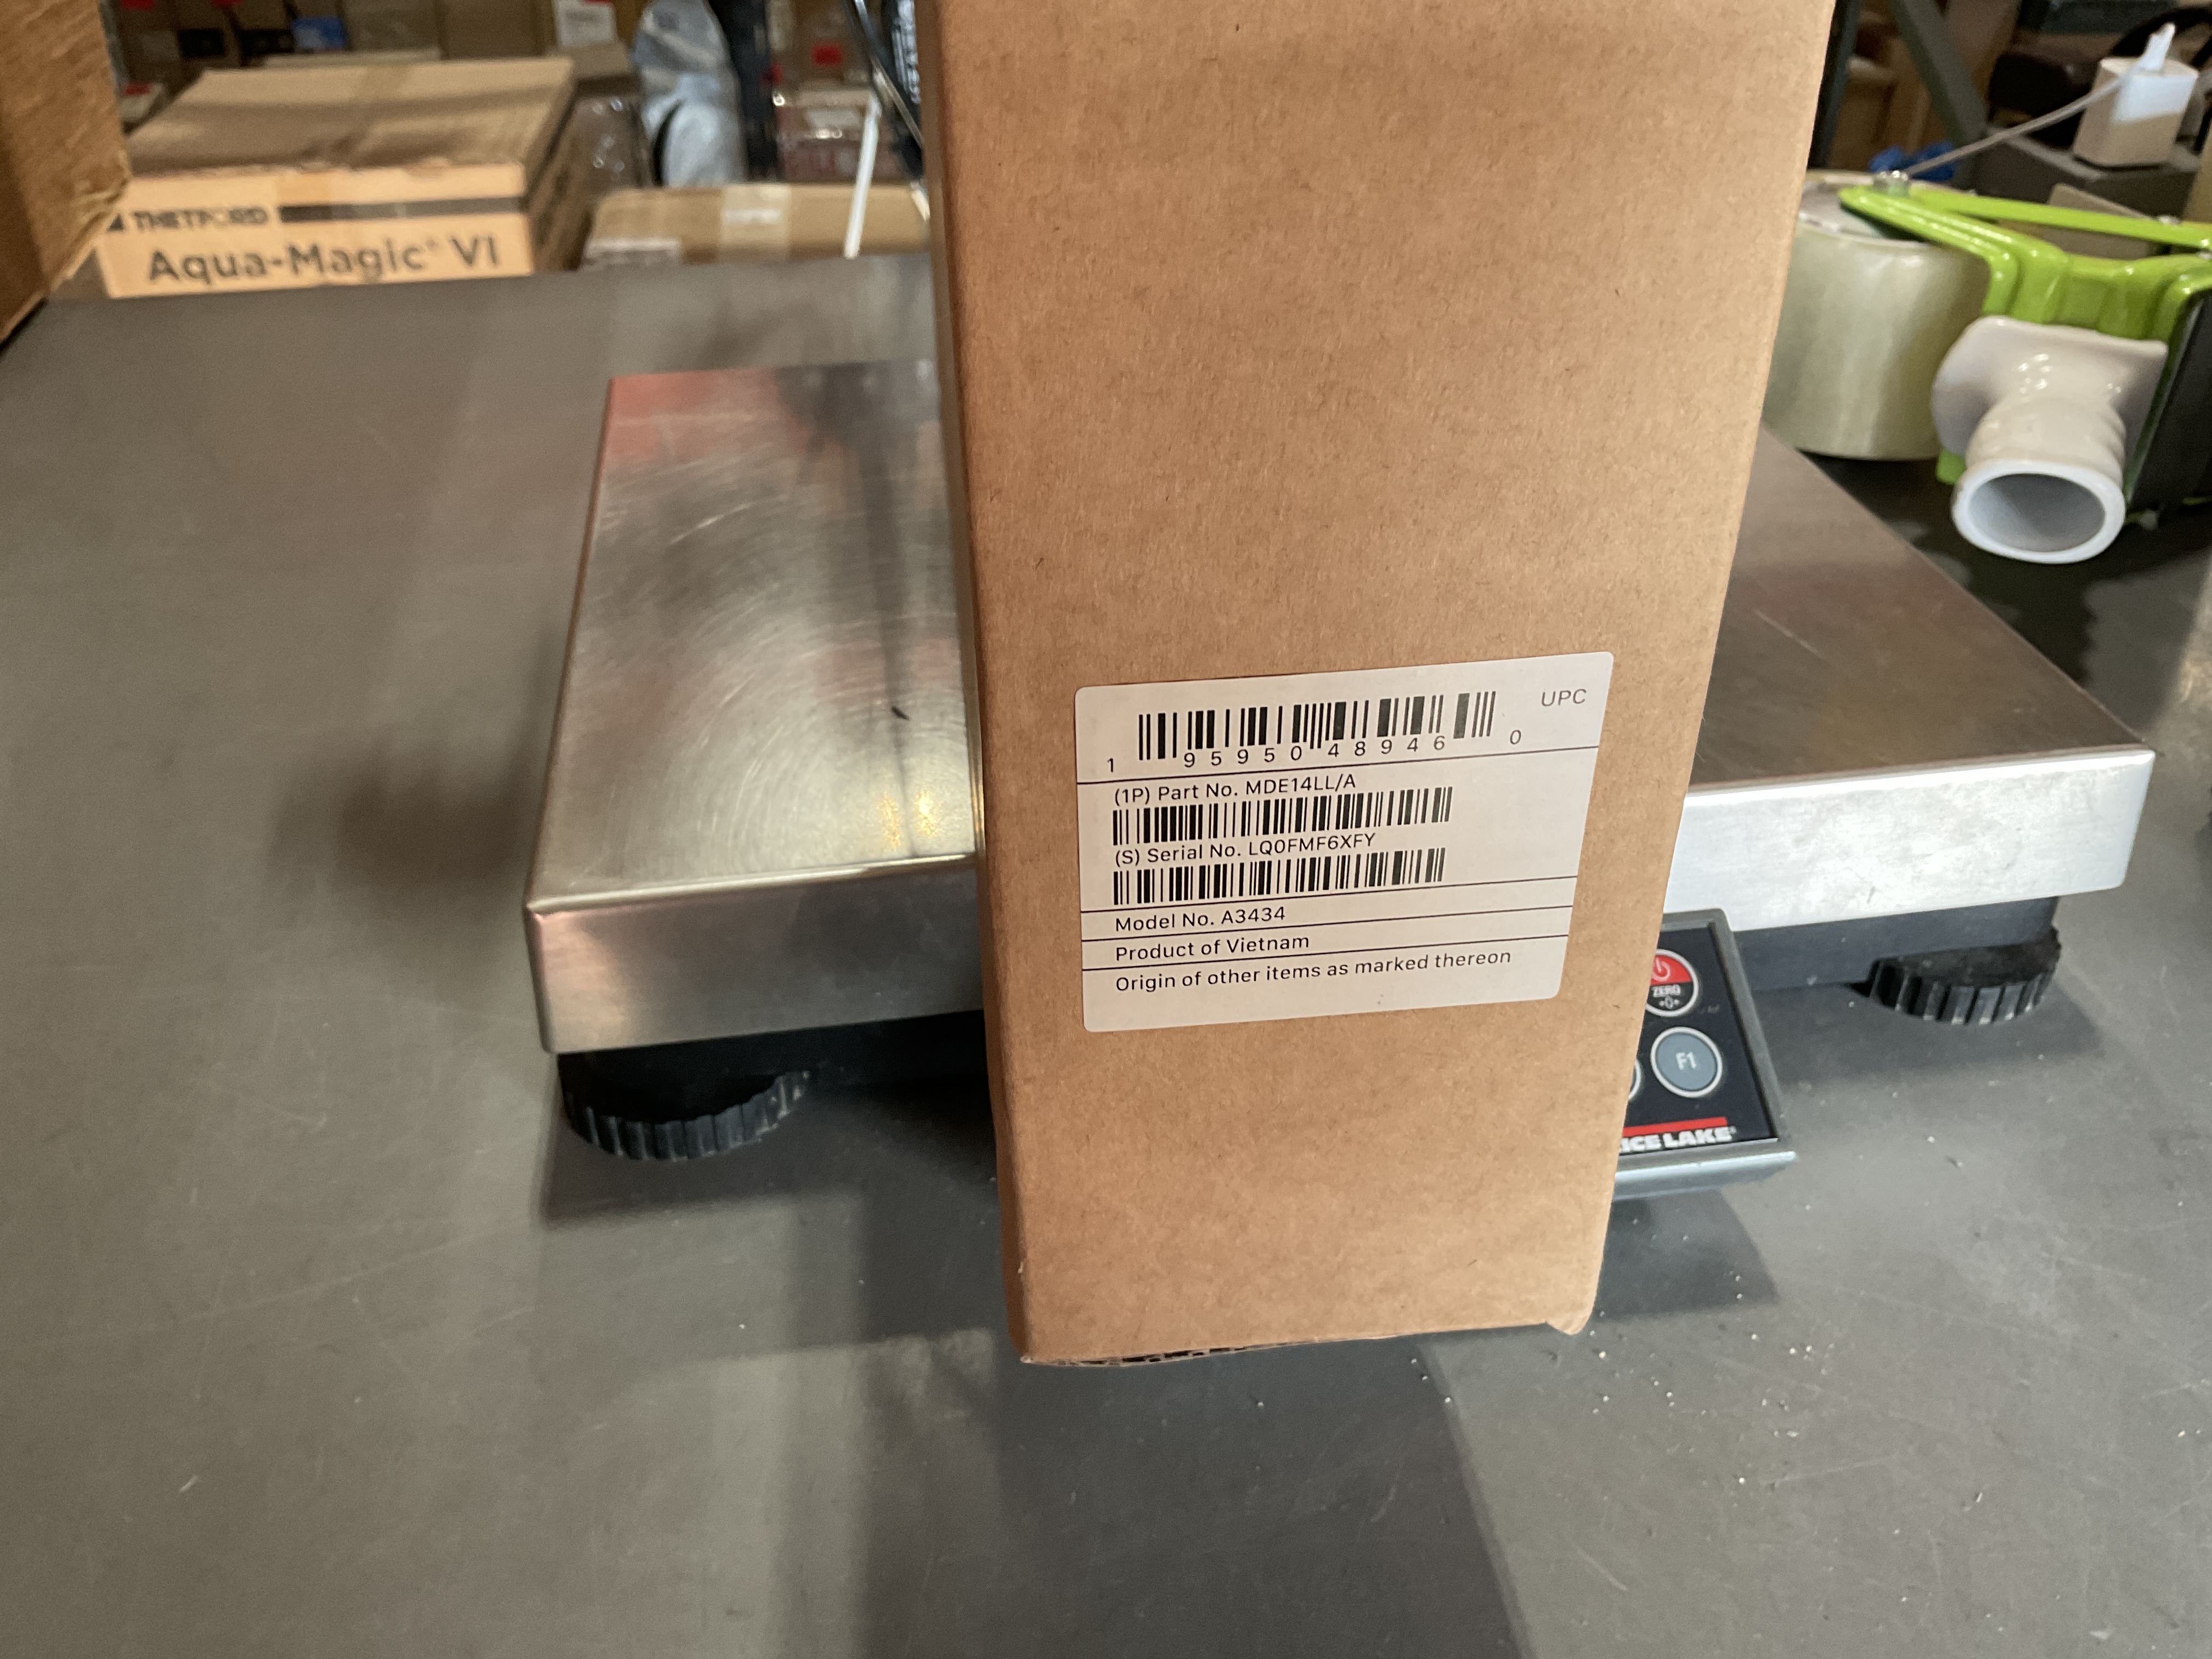 THETFORD
Aqua-Magic® VI
UPC
1 95950 48946 0
(1P) Part No. MDE14LL/A
(S) Serial No. LQ0FMF6XFY
Model No. A3434
Product of Vietnam
Origin of other items as marked thereon
ZERO
F1
ICE LAKE